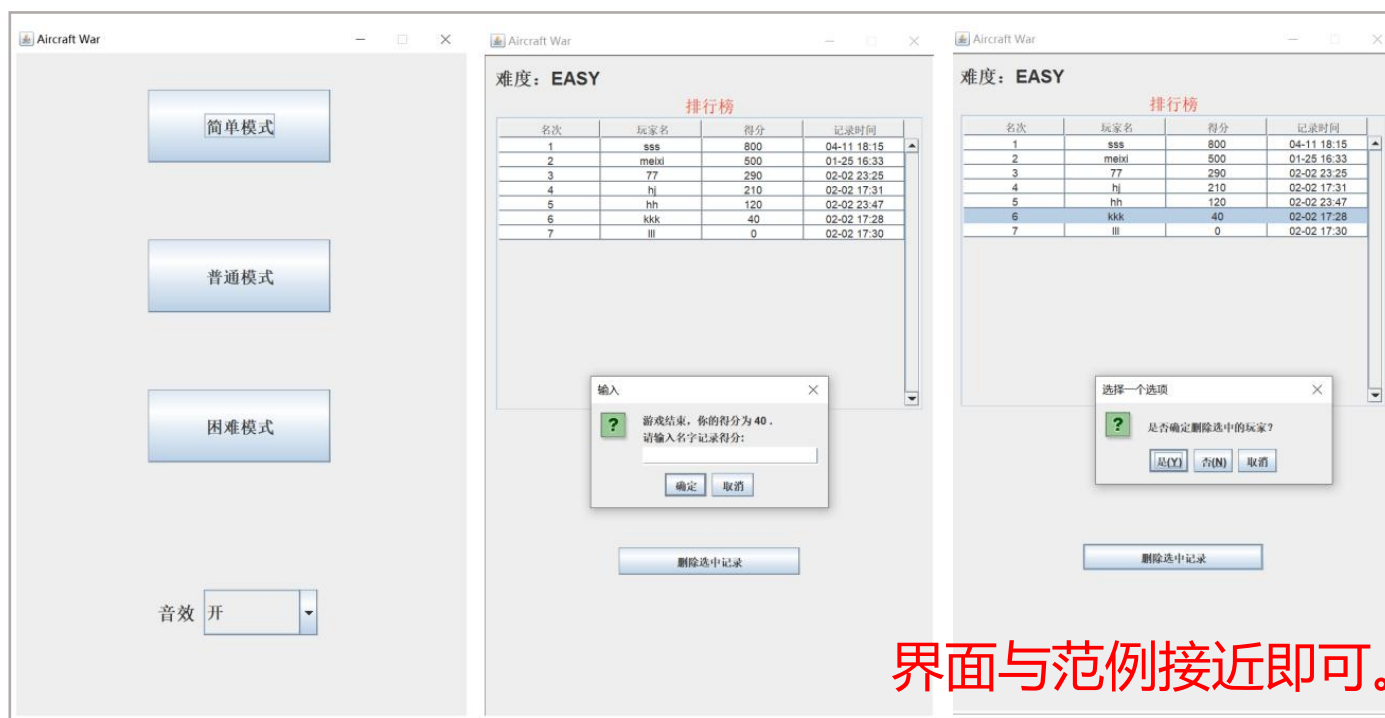 Aircraft War
简单模式
普通模式
困难模式
音效 开
Aircraft War
难度：EASY
排行榜
名次 玩家名 得分 记录时间
1 sss 800 04-11 18:15
2 meixi 500 01-25 16:33
3 77 290 02-02 23:25
4 hj 210 02-02 17:31
5 hh 120 02-02 23:47
6 kkk 40 02-02 17:28
7 lll 0 02-02 17:30
输入
?
游戏结束，你的得分为 40 .
请输入名字记录得分:
确定 取消
删除选中记录
Aircraft War
难度：EASY
排行榜
名次 玩家名 得分 记录时间
1 sss 800 04-11 18:15
2 meixi 500 01-25 16:33
3 77 290 02-02 23:25
4 hj 210 02-02 17:31
5 hh 120 02-02 23:47
6 kkk 40 02-02 17:28
7 lll 0 02-02 17:30
选择一个选项
?
是否确定删除选中的玩家?
是(Y) 否(N) 取消
删除选中记录
界面与范例接近即可。